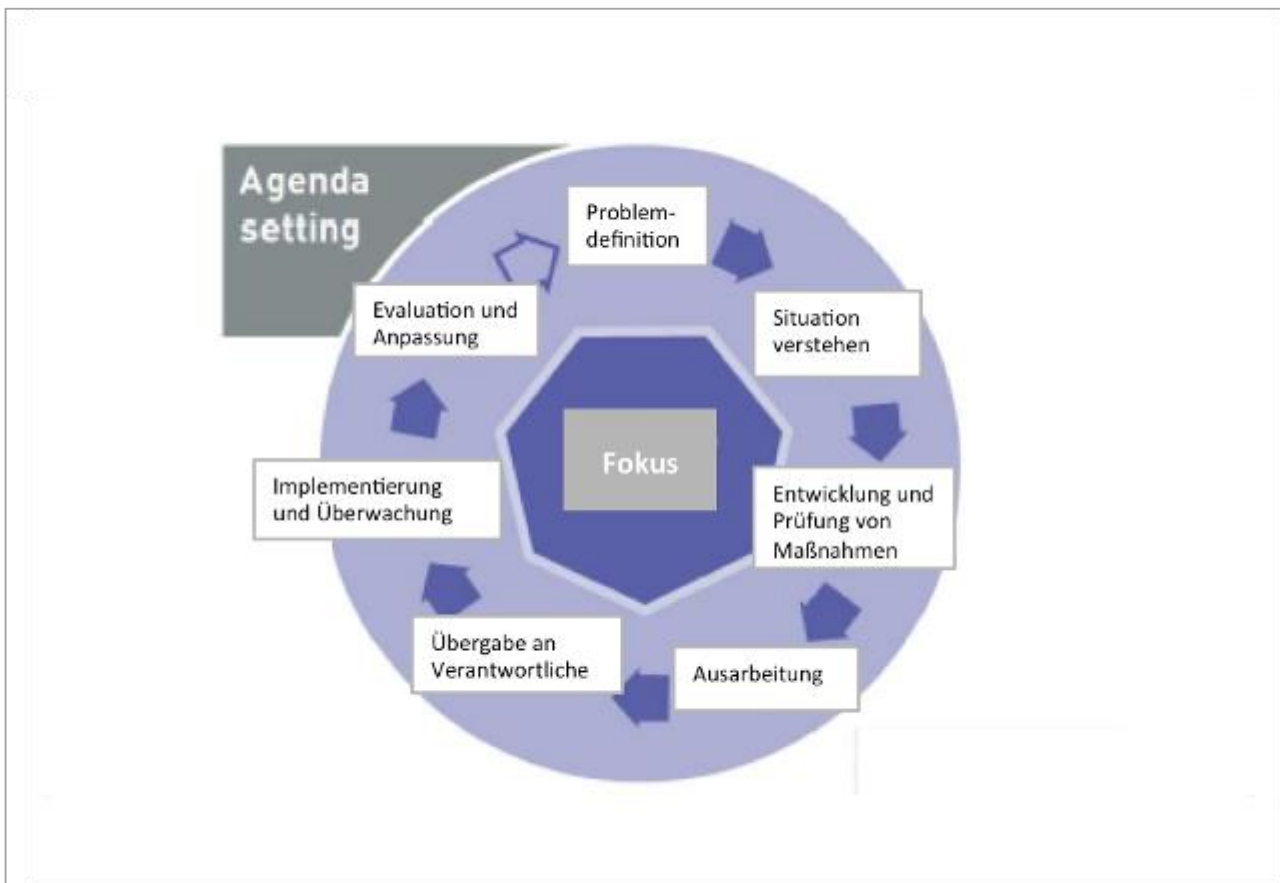 Agenda
setting
Problem-
definition
Situation
verstehen
Entwicklung und
Prüfung von
Maßnahmen
Ausarbeitung
Übergabe an
Verantwortliche
Implementierung
und Überwachung
Evaluation und
Anpassung
Fokus